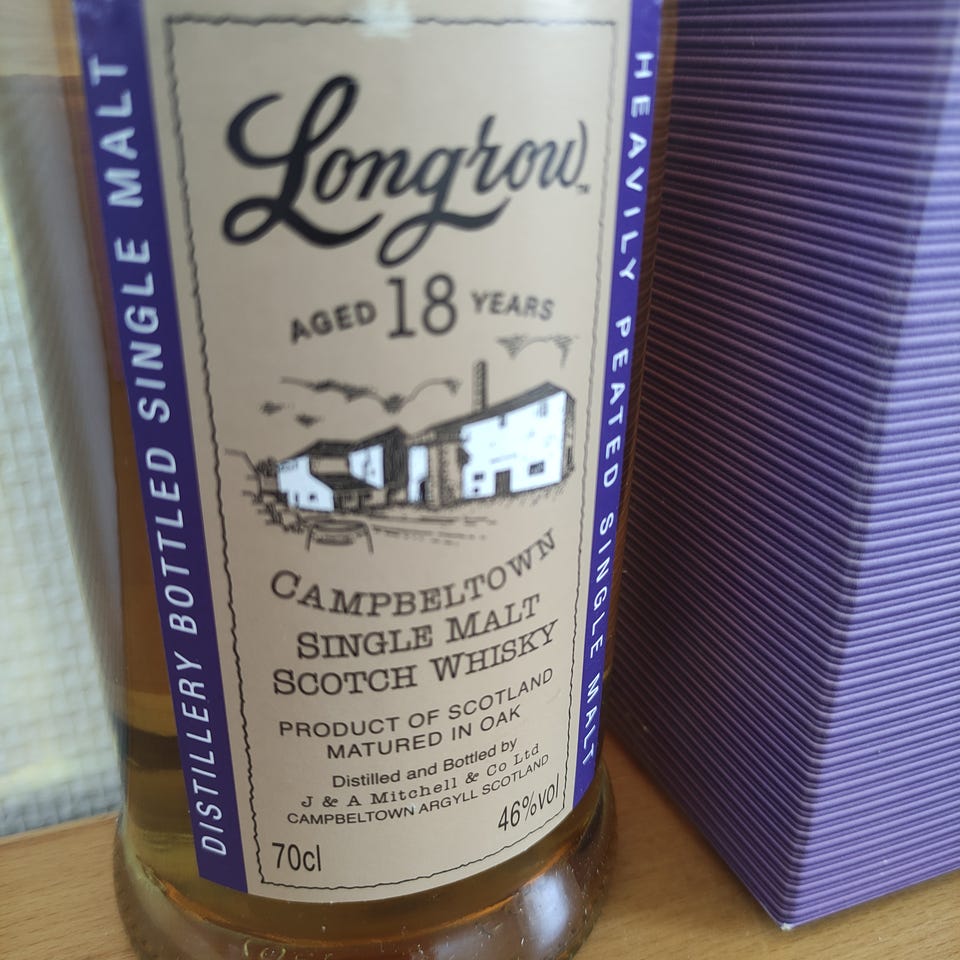 DISTILLERY BOTTLED SINGLE MALT
Longrow™
AGED 18 YEARS
CAMPBELTOWN
SINGLE MALT
SCOTCH WHISKY
PRODUCT OF SCOTLAND
MATURED IN OAK
Distilled and Bottled by
J & A Mitchell & Co Ltd
CAMPBELTOWN ARGYLL SCOTLAND
70cl 46%vol
HEAVILY PEATED SINGLE MALT